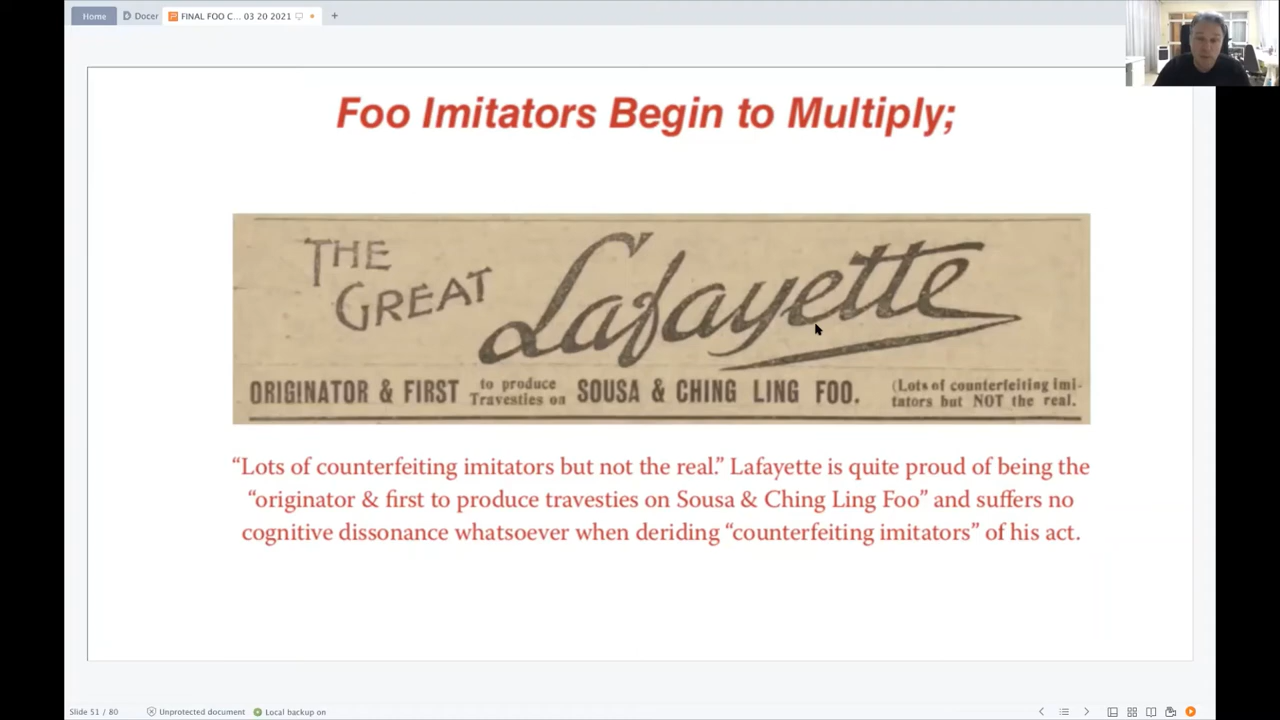 Home
Docer
FINAL FOO C... 03 20 2021
Foo Imitators Begin to Multiply;
THE
GREAT
Lafayette
ORIGINATOR & FIRST to produce Travesties on SOUSA & CHING LING FOO. (Lots of counterfeiting imi-
tators but NOT the real.
“Lots of counterfeiting imitators but not the real.” Lafayette is quite proud of being the
“originator & first to produce travesties on Sousa & Ching Ling Foo” and suffers no
cognitive dissonance whatsoever when deriding “counterfeiting imitators” of his act.
Slide 51 / 80
Unprotected document
Local backup on